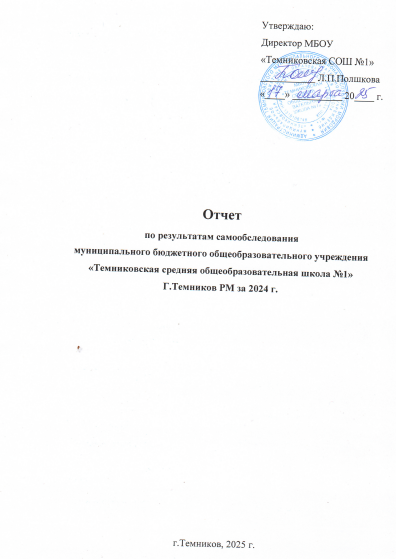 Утверждаю:
Директор МБОУ
«Темниковская СОШ №1»
Л.П.Полшкова
«17» марта 2025 г.
Отчет
по результатам самообследования
муниципального бюджетного общеобразовательного учреждения
«Темниковская средняя общеобразовательная школа №1»
Г.Темников РМ за 2024 г.
г.Темников, 2025 г.